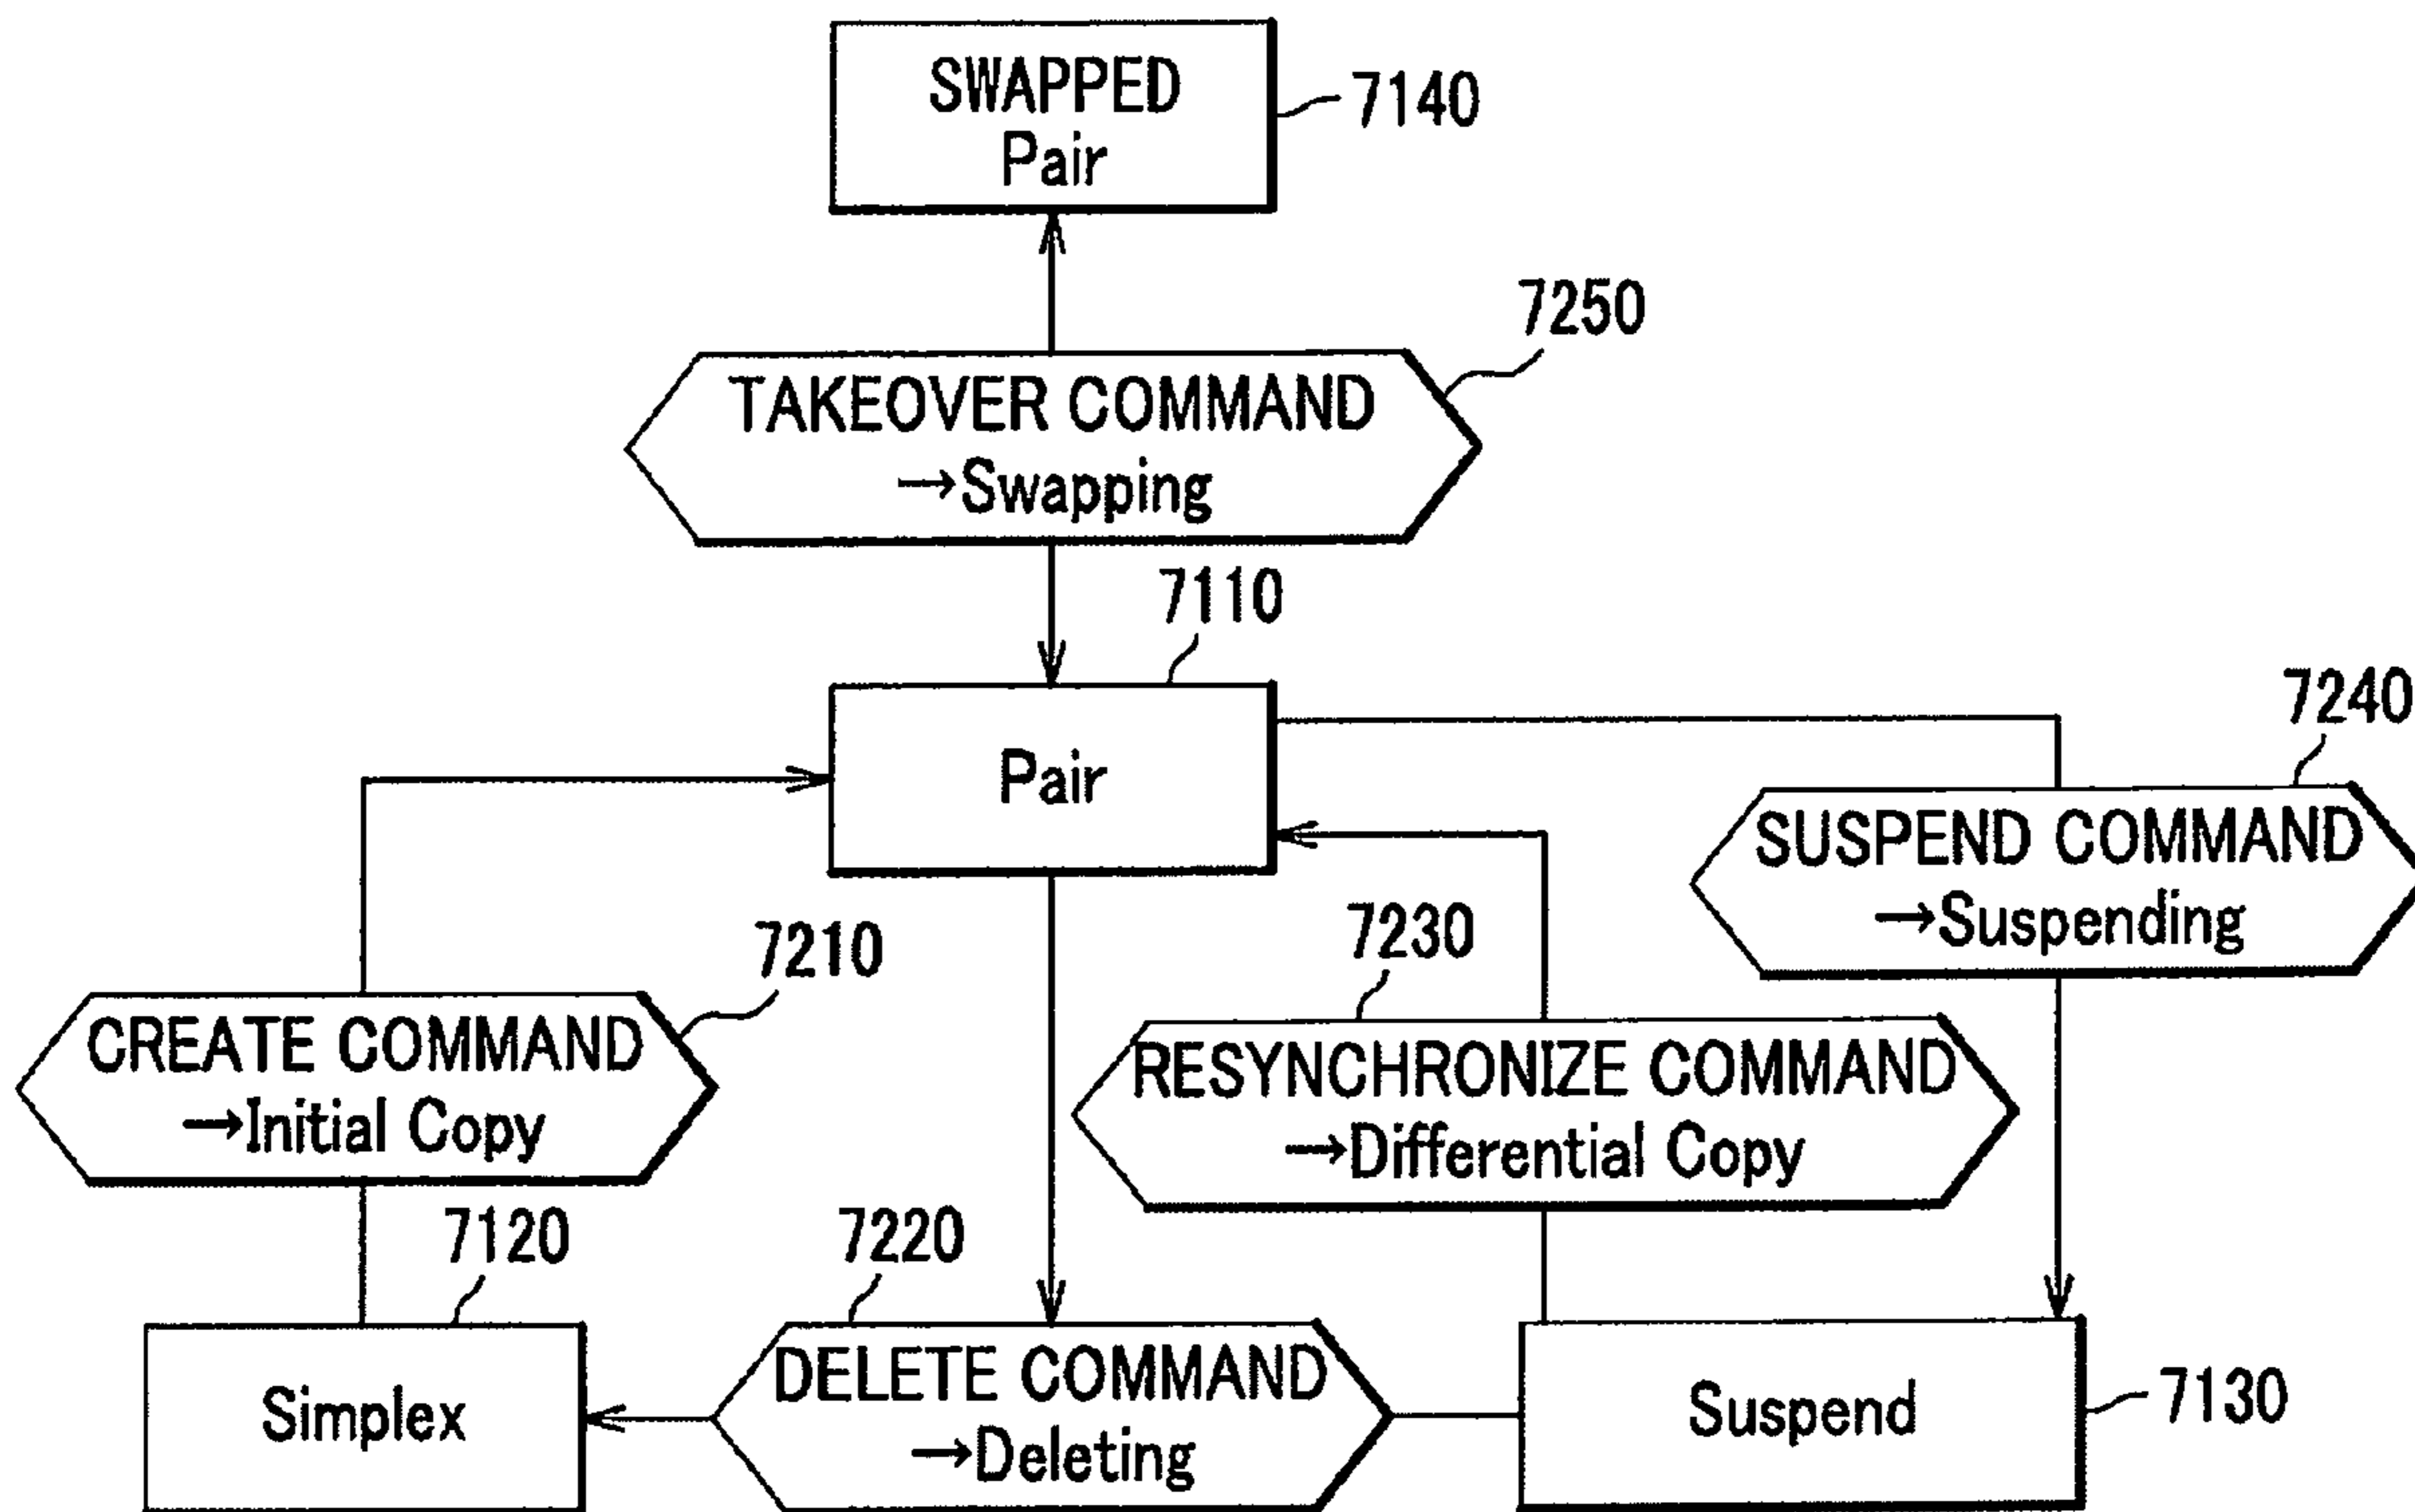 SWAPPED
Pair
7140
7250
TAKEOVER COMMAND
→Swapping
7110
Pair
7240
SUSPEND COMMAND
→Suspending
7210
CREATE COMMAND
→Initial Copy
7230
RESYNCHRONIZE COMMAND
→Differential Copy
7120
Simplex
7220
DELETE COMMAND
→Deleting
Suspend
7130